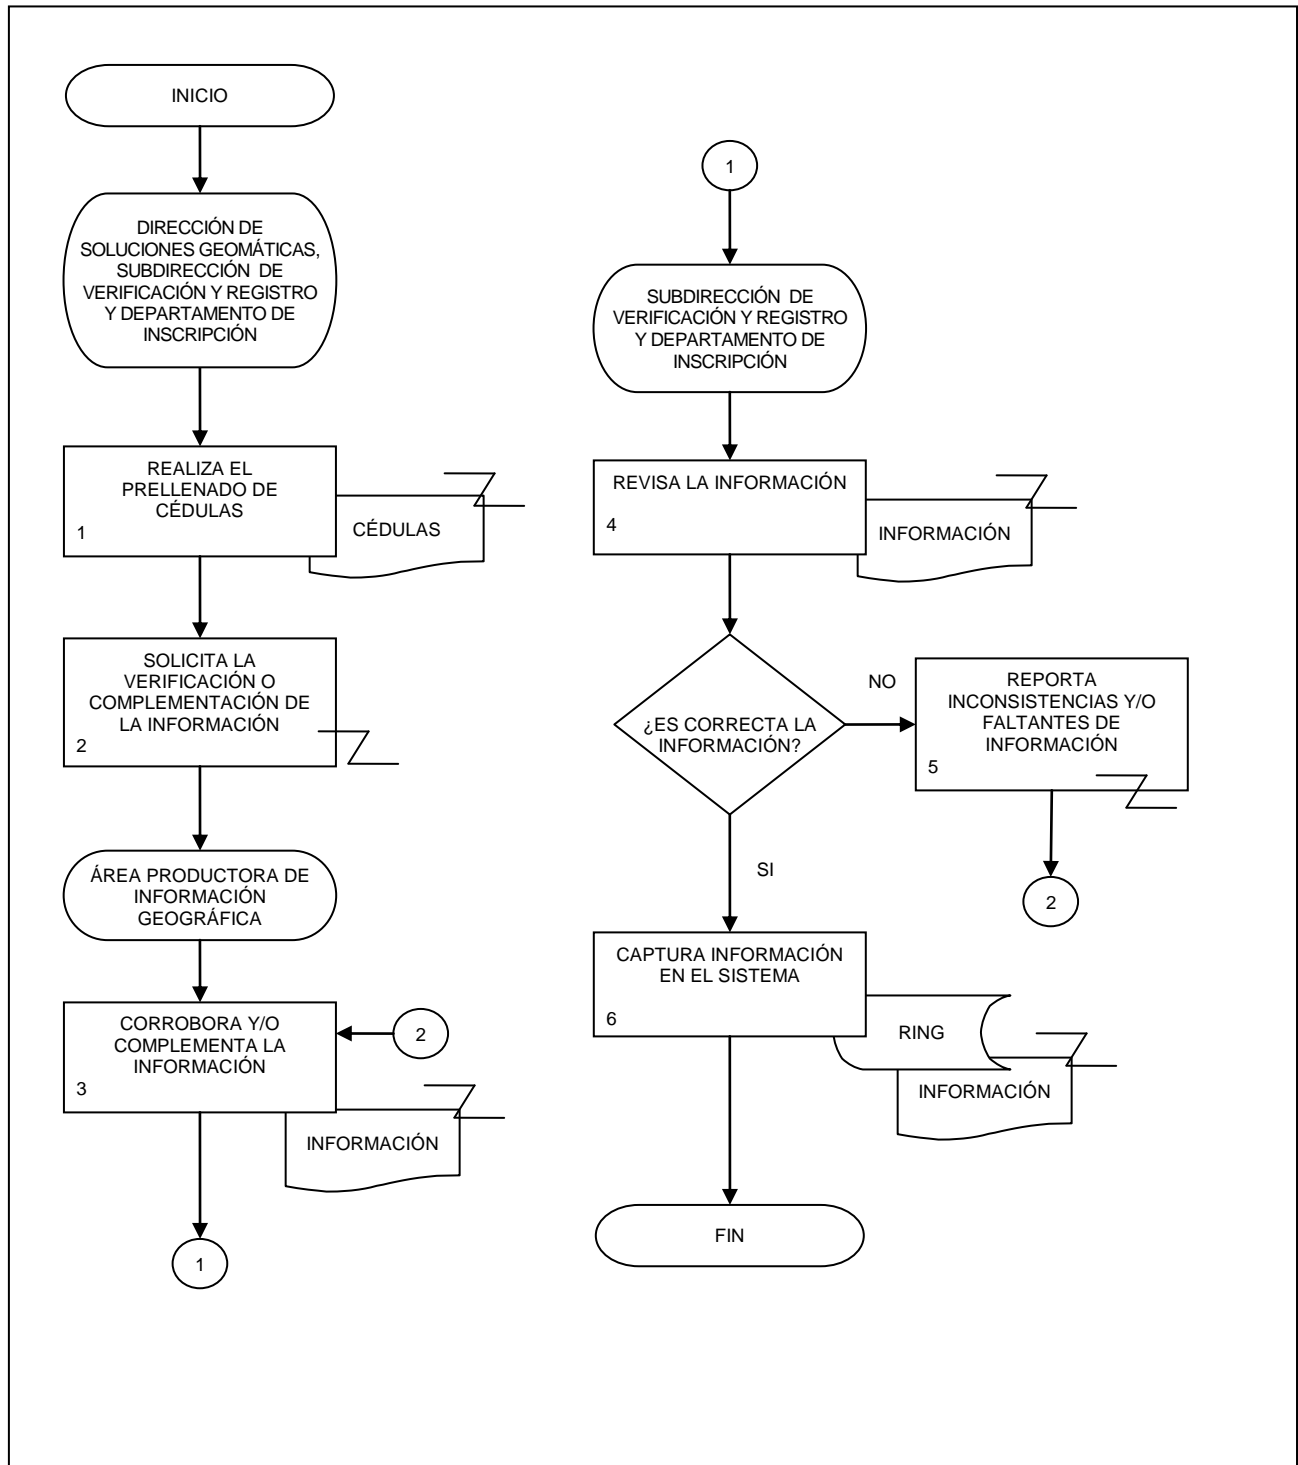 INICIO
DIRECCIÓN DE
SOLUCIONES GEOMÁTICAS,
SUBDIRECCIÓN DE
VERIFICACIÓN Y REGISTRO
Y DEPARTAMENTO DE
INSCRIPCIÓN
REALIZA EL
PRELLENADO DE
CÉDULAS
1
CÉDULAS
SOLICITA LA
VERIFICACIÓN O
COMPLEMENTACIÓN DE
LA INFORMACIÓN
2
ÁREA PRODUCTORA DE
INFORMACIÓN
GEOGRÁFICA
CORROBORA Y/O
COMPLEMENTA LA
INFORMACIÓN
3
2
INFORMACIÓN
1
1
SUBDIRECCIÓN DE
VERIFICACIÓN Y REGISTRO
Y DEPARTAMENTO DE
INSCRIPCIÓN
REVISA LA INFORMACIÓN
4
INFORMACIÓN
¿ES CORRECTA LA
INFORMACIÓN?
NO
REPORTA
INCONSISTENCIAS Y/O
FALTANTES DE
INFORMACIÓN
5
2
SI
CAPTURA INFORMACIÓN
EN EL SISTEMA
6
RING
INFORMACIÓN
FIN